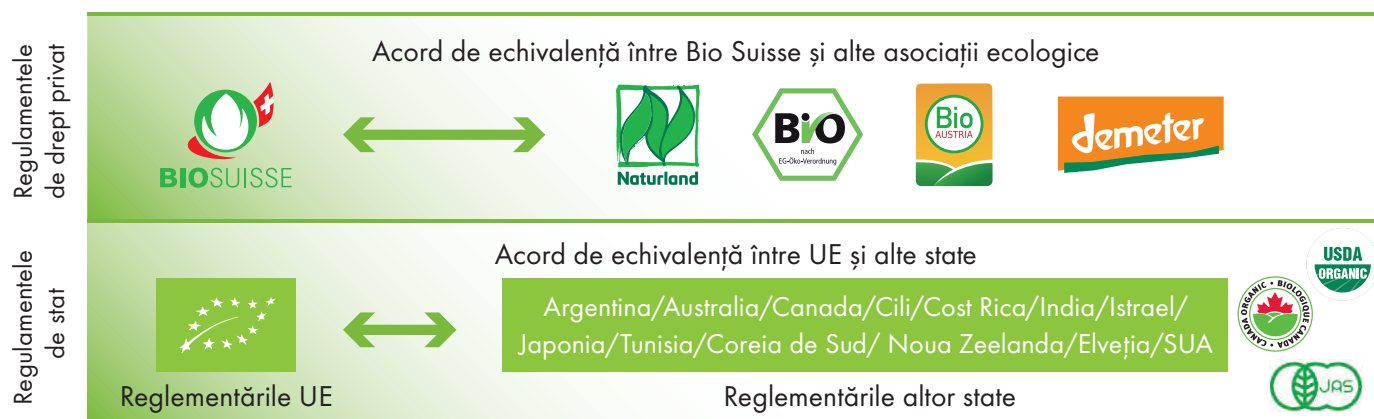 Regulamentele
de drept privat
Acord de echivalență între Bio Suisse și alte asociații ecologice
BIOSUISSE
Naturland
BiO
nach
EG-Öko-Verordnung
Bio
AUSTRIA
demeter
Regulamentele
de stat
Acord de echivalență între UE și alte state
Argentina/Australia/Canada/Cili/Cost Rica/India/Istrael/
Japonia/Tunisia/Coreia de Sud/ Noua Zeelanda/Elveția/SUA
Reglementările UE
Reglementările altor state
USDA
ORGANIC
CANADA ORGANIC • BIOLOGIQUE CANADA •
JAS